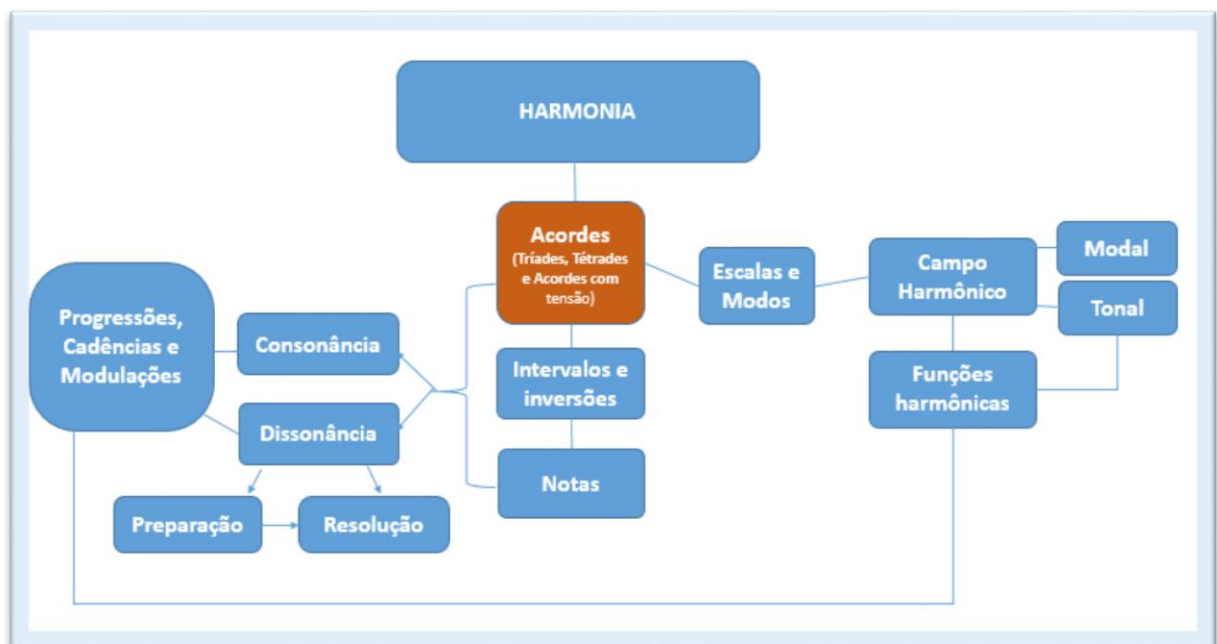 HARMONIA
Acordes
(Tríades, Tétrades
e Acordes com
tensão)
Escalas e
Modos
Campo
Harmônico
Modal
Tonal
Progressões,
Cadências e
Modulações
Consonância
Intervalos e
inversões
Funções
harmônicas
Dissonância
Notas
Preparação
Resolução